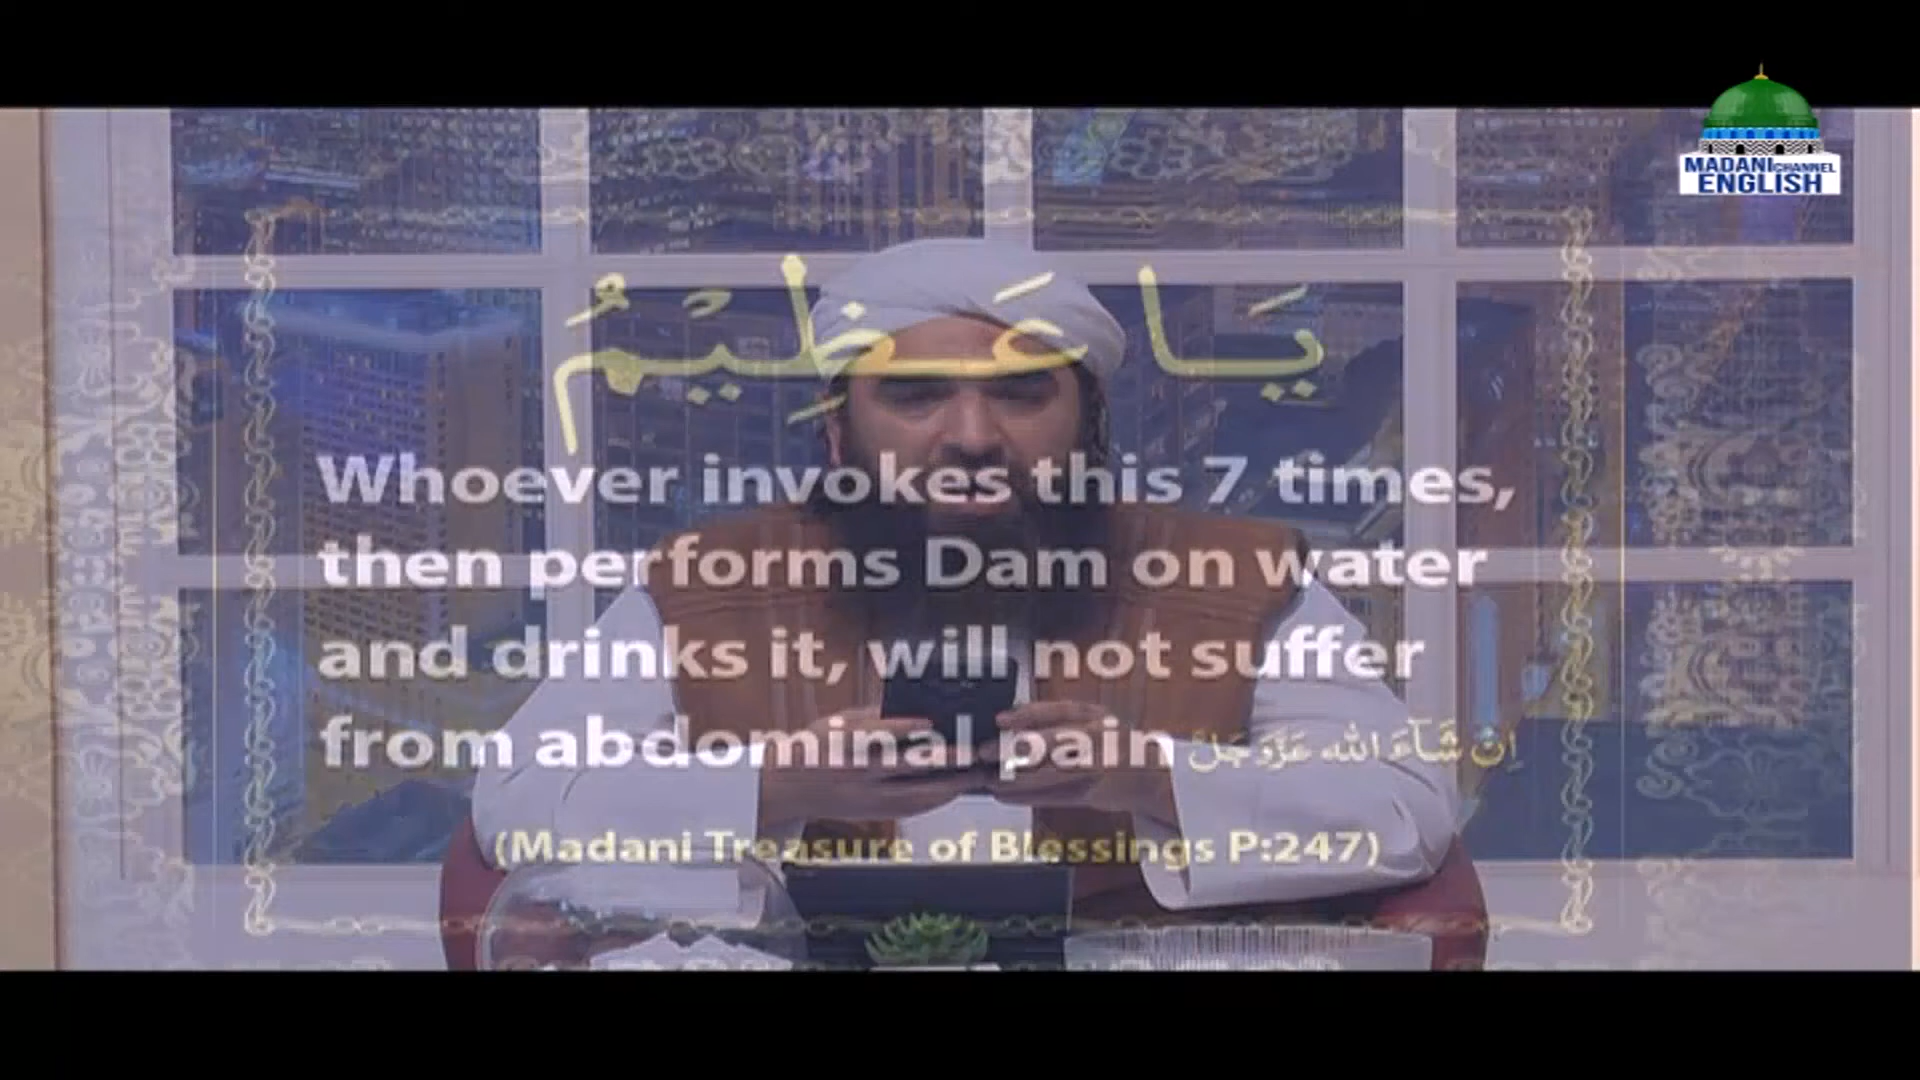 MADANI CHANNEL
ENGLISH
يَا عَظِيْمُ
Whoever invokes this 7 times,
then performs Dam on water
and drinks it, will not suffer
from abdominal pain اِنْ شَآءَ اللّٰه عَزَّوَجَلَّ
(Madani Treasure of Blessings P:247)